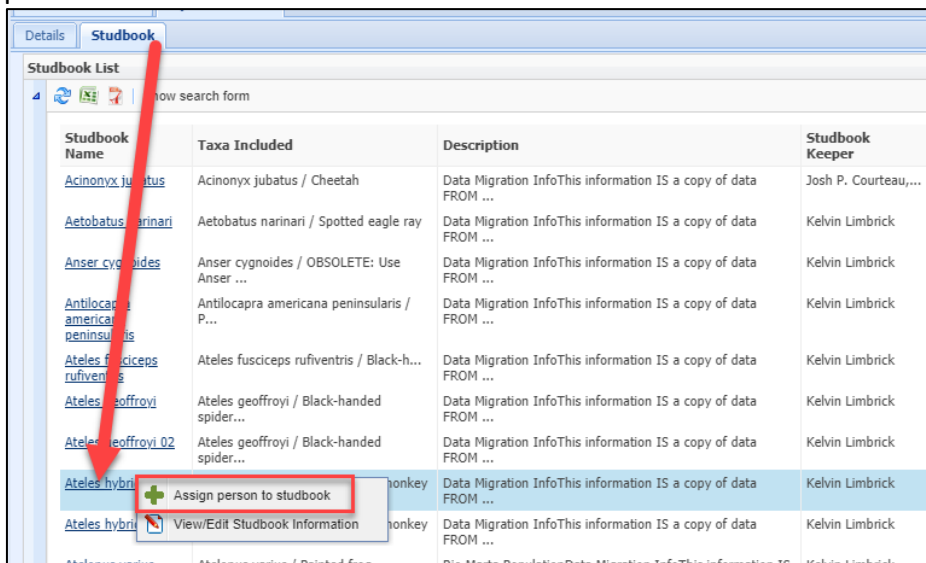 Details Studbook
Studbook List
how search form
Studbook Name Taxa Included Description Studbook Keeper
Acinonyx jubatus Acinonyx jubatus / Cheetah Data Migration InfoThis information IS a copy of data FROM ... Josh P. Courteau,...
Aetobatus narinari Aetobatus narinari / Spotted eagle ray Data Migration InfoThis information IS a copy of data FROM ... Kelvin Limbrick
Anser cygnoides Anser cygnoides / OBSOLETE: Use Anser ... Data Migration InfoThis information IS a copy of data FROM ... Kelvin Limbrick
Antilocapra americana peninsularis Antilocapra americana peninsularis / P... Data Migration InfoThis information IS a copy of data FROM ... Kelvin Limbrick
Ateles fusciceps rufiventris Ateles fusciceps rufiventris / Black-h... Data Migration InfoThis information IS a copy of data FROM ... Kelvin Limbrick
Ateles geoffroyi Ateles geoffroyi / Black-handed spider... Data Migration InfoThis information IS a copy of data FROM ... Kelvin Limbrick
Ateles geoffroyi 02 Ateles geoffroyi / Black-handed spider... Data Migration InfoThis information IS a copy of data FROM ... Kelvin Limbrick
Ateles hybri onkey Data Migration InfoThis information IS a copy of data FROM ... Kelvin Limbrick
Assign person to studbook
Ateles hybri onkey Data Migration InfoThis information IS a copy of data FROM ... Kelvin Limbrick
View/Edit Studbook Information